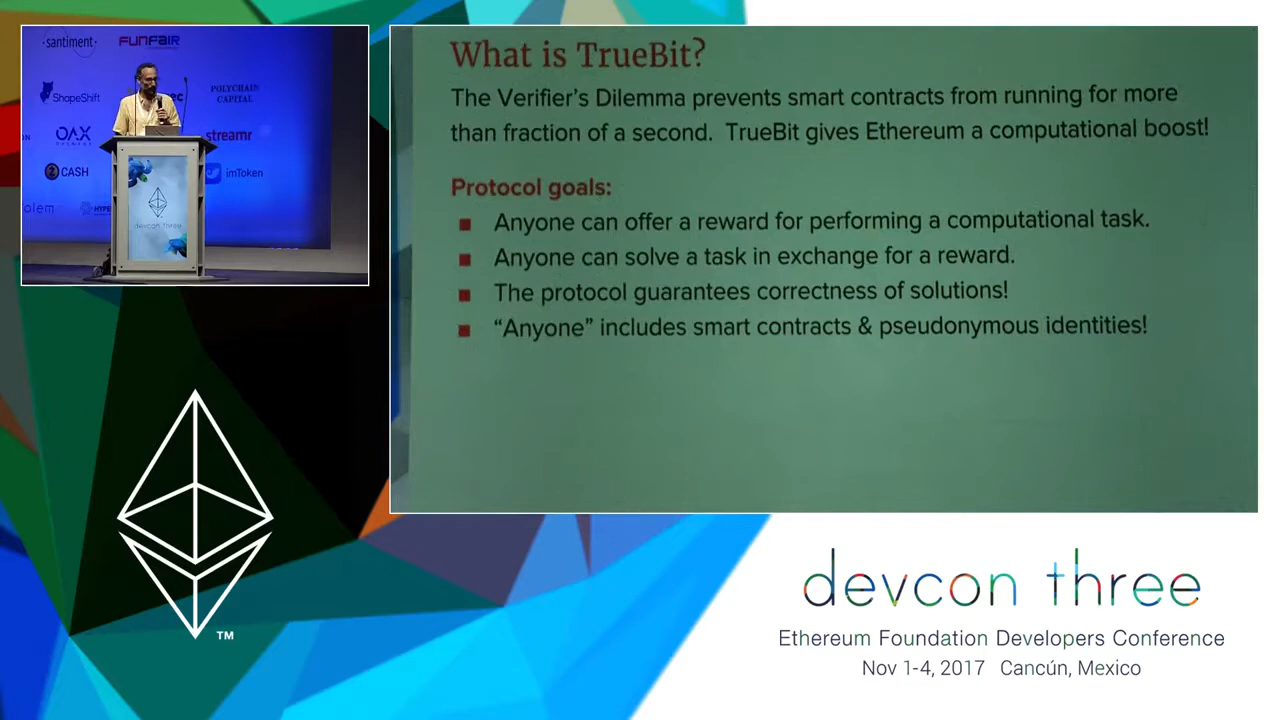 santiment
FUNFAIR
ShapeShift
POLYCHAIN
CAPITAL
OAX
streamr
ZCASH
imToken
devcon three
What is TrueBit?
The Verifier's Dilemma prevents smart contracts from running for more
than fraction of a second. TrueBit gives Ethereum a computational boost!
Protocol goals:
Anyone can offer a reward for performing a computational task.
Anyone can solve a task in exchange for a reward.
The protocol guarantees correctness of solutions!
“Anyone” includes smart contracts & pseudonymous identities!
TM
devcon three
Ethereum Foundation Developers Conference
Nov 1-4, 2017 Cancún, Mexico